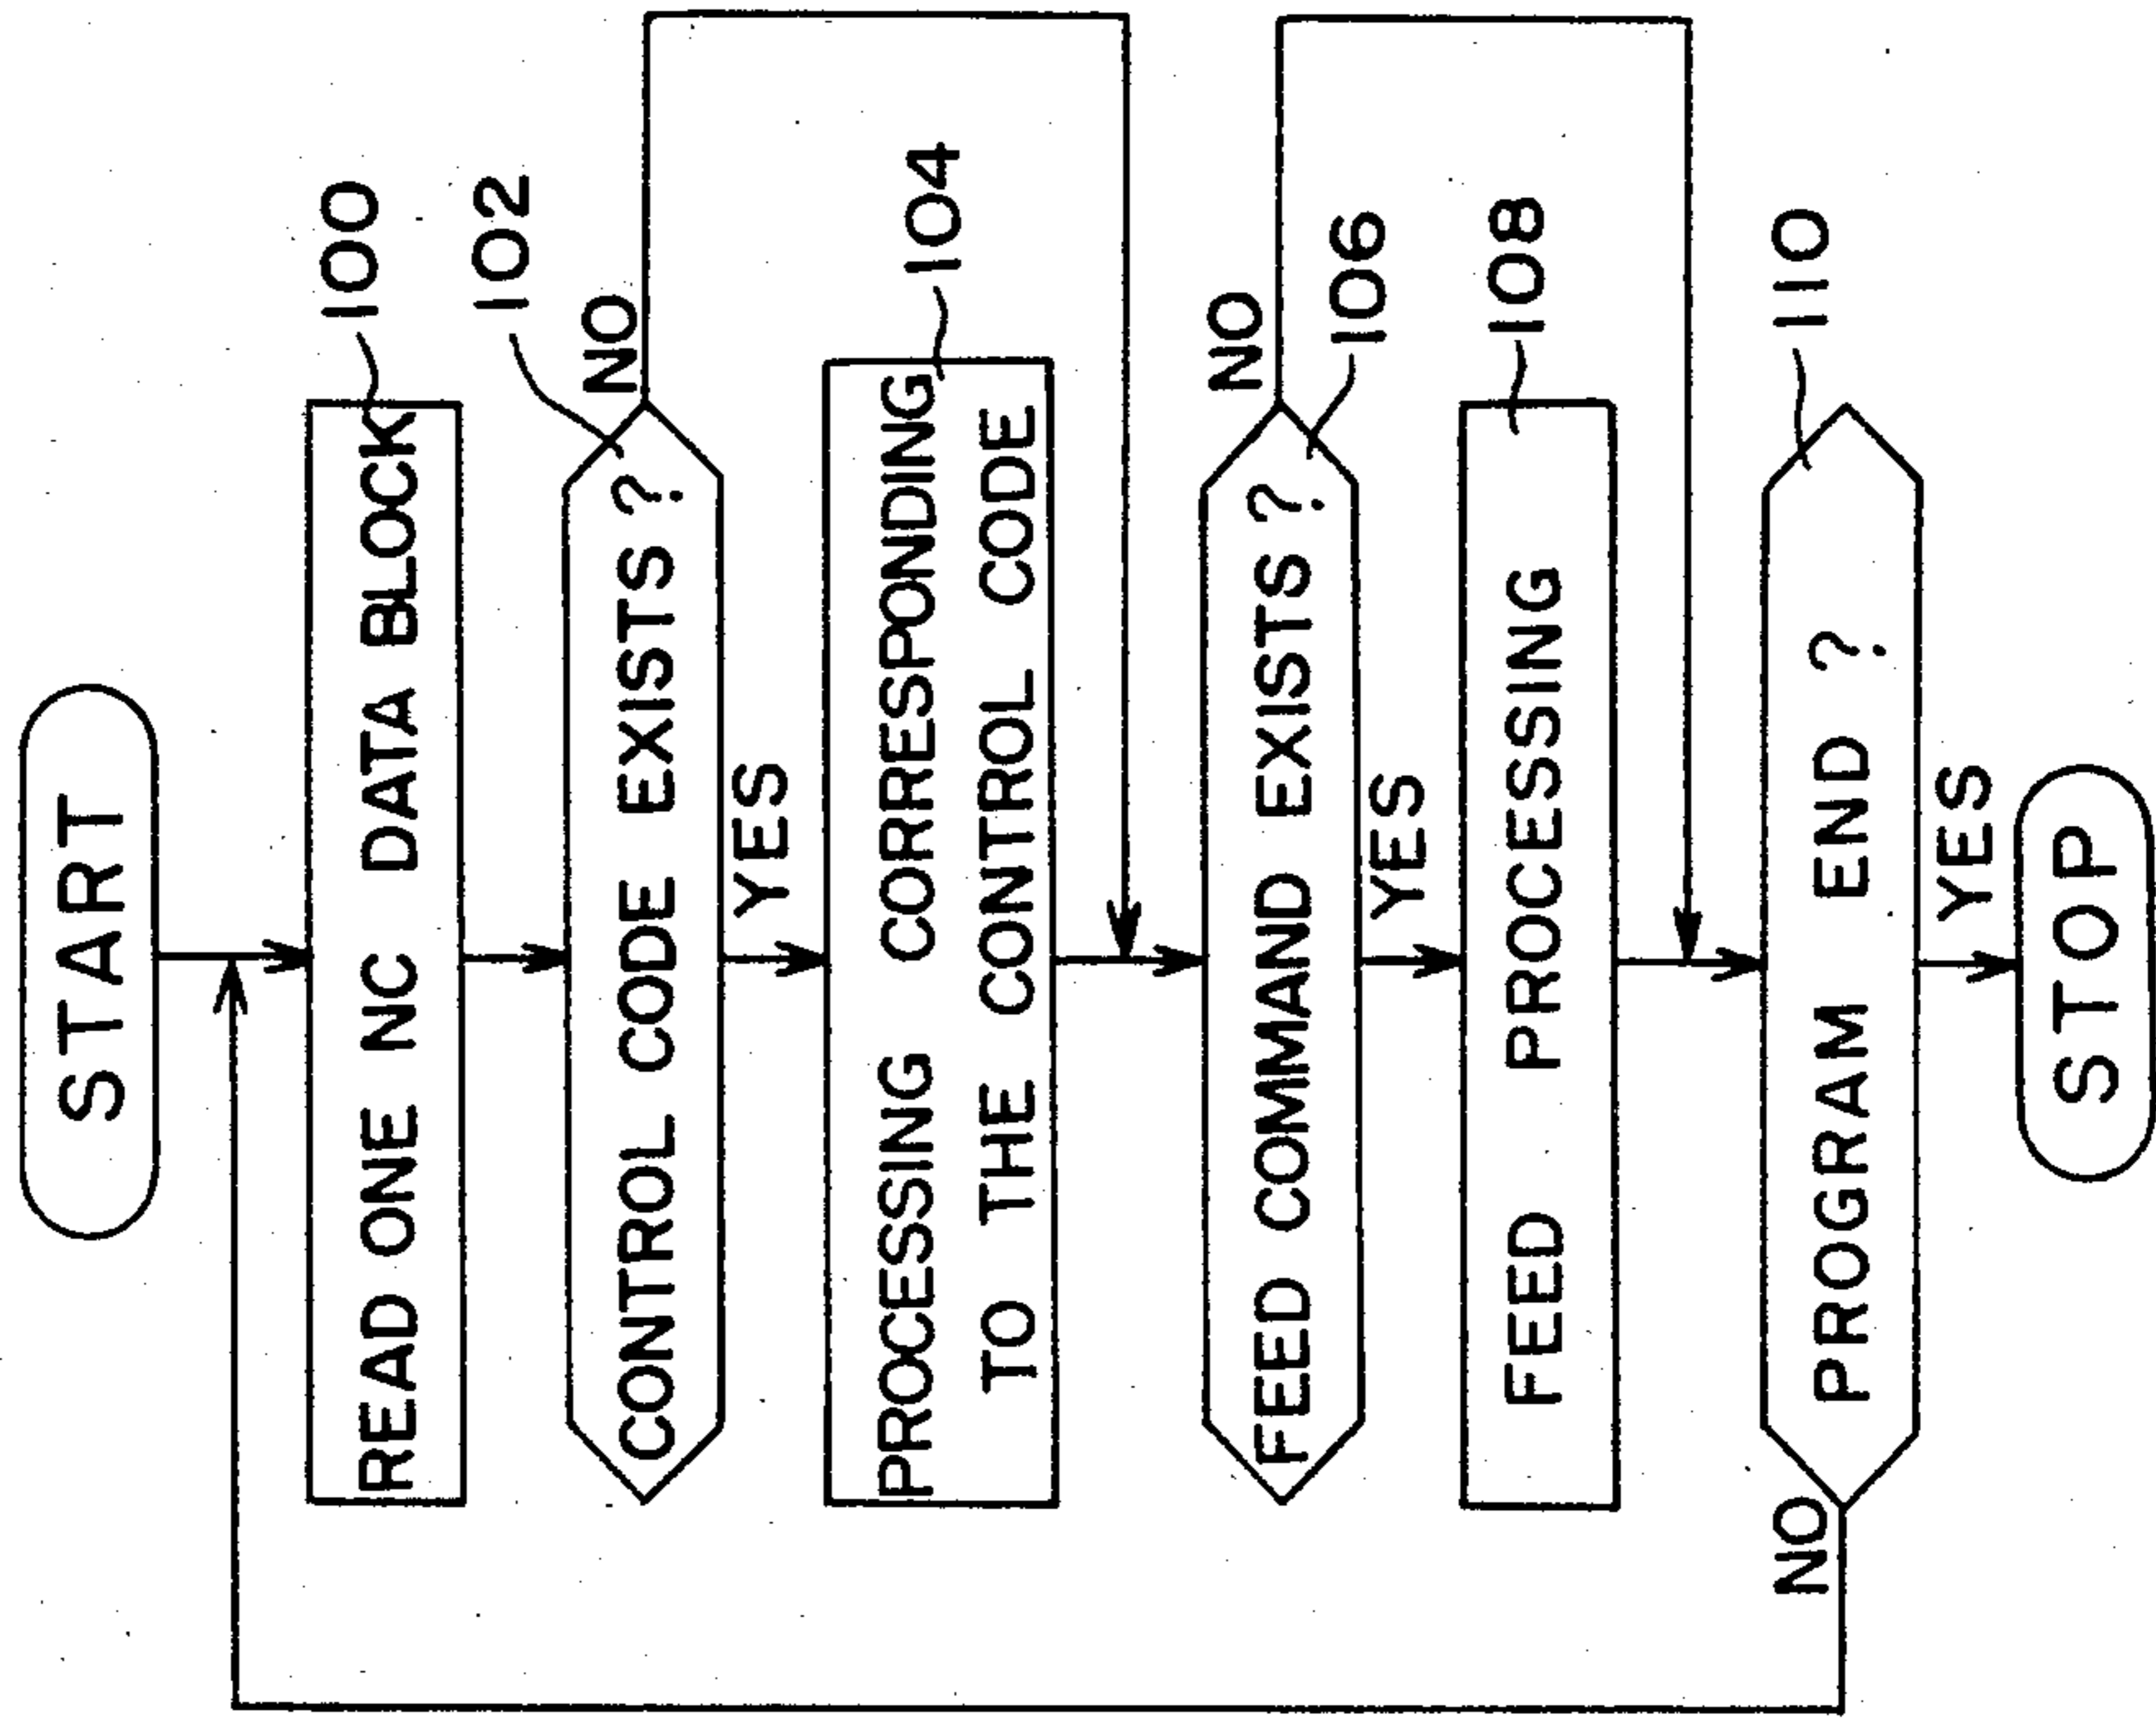 START
READ ONE NC DATA BLOCK
100
CONTROL CODE EXISTS ?
102
NO
YES
PROCESSING CORRESPONDING
TO THE CONTROL CODE
104
FEED COMMAND EXISTS ?
106
NO
YES
FEED PROCESSING
108
PROGRAM END ?
110
NO
YES
STOP